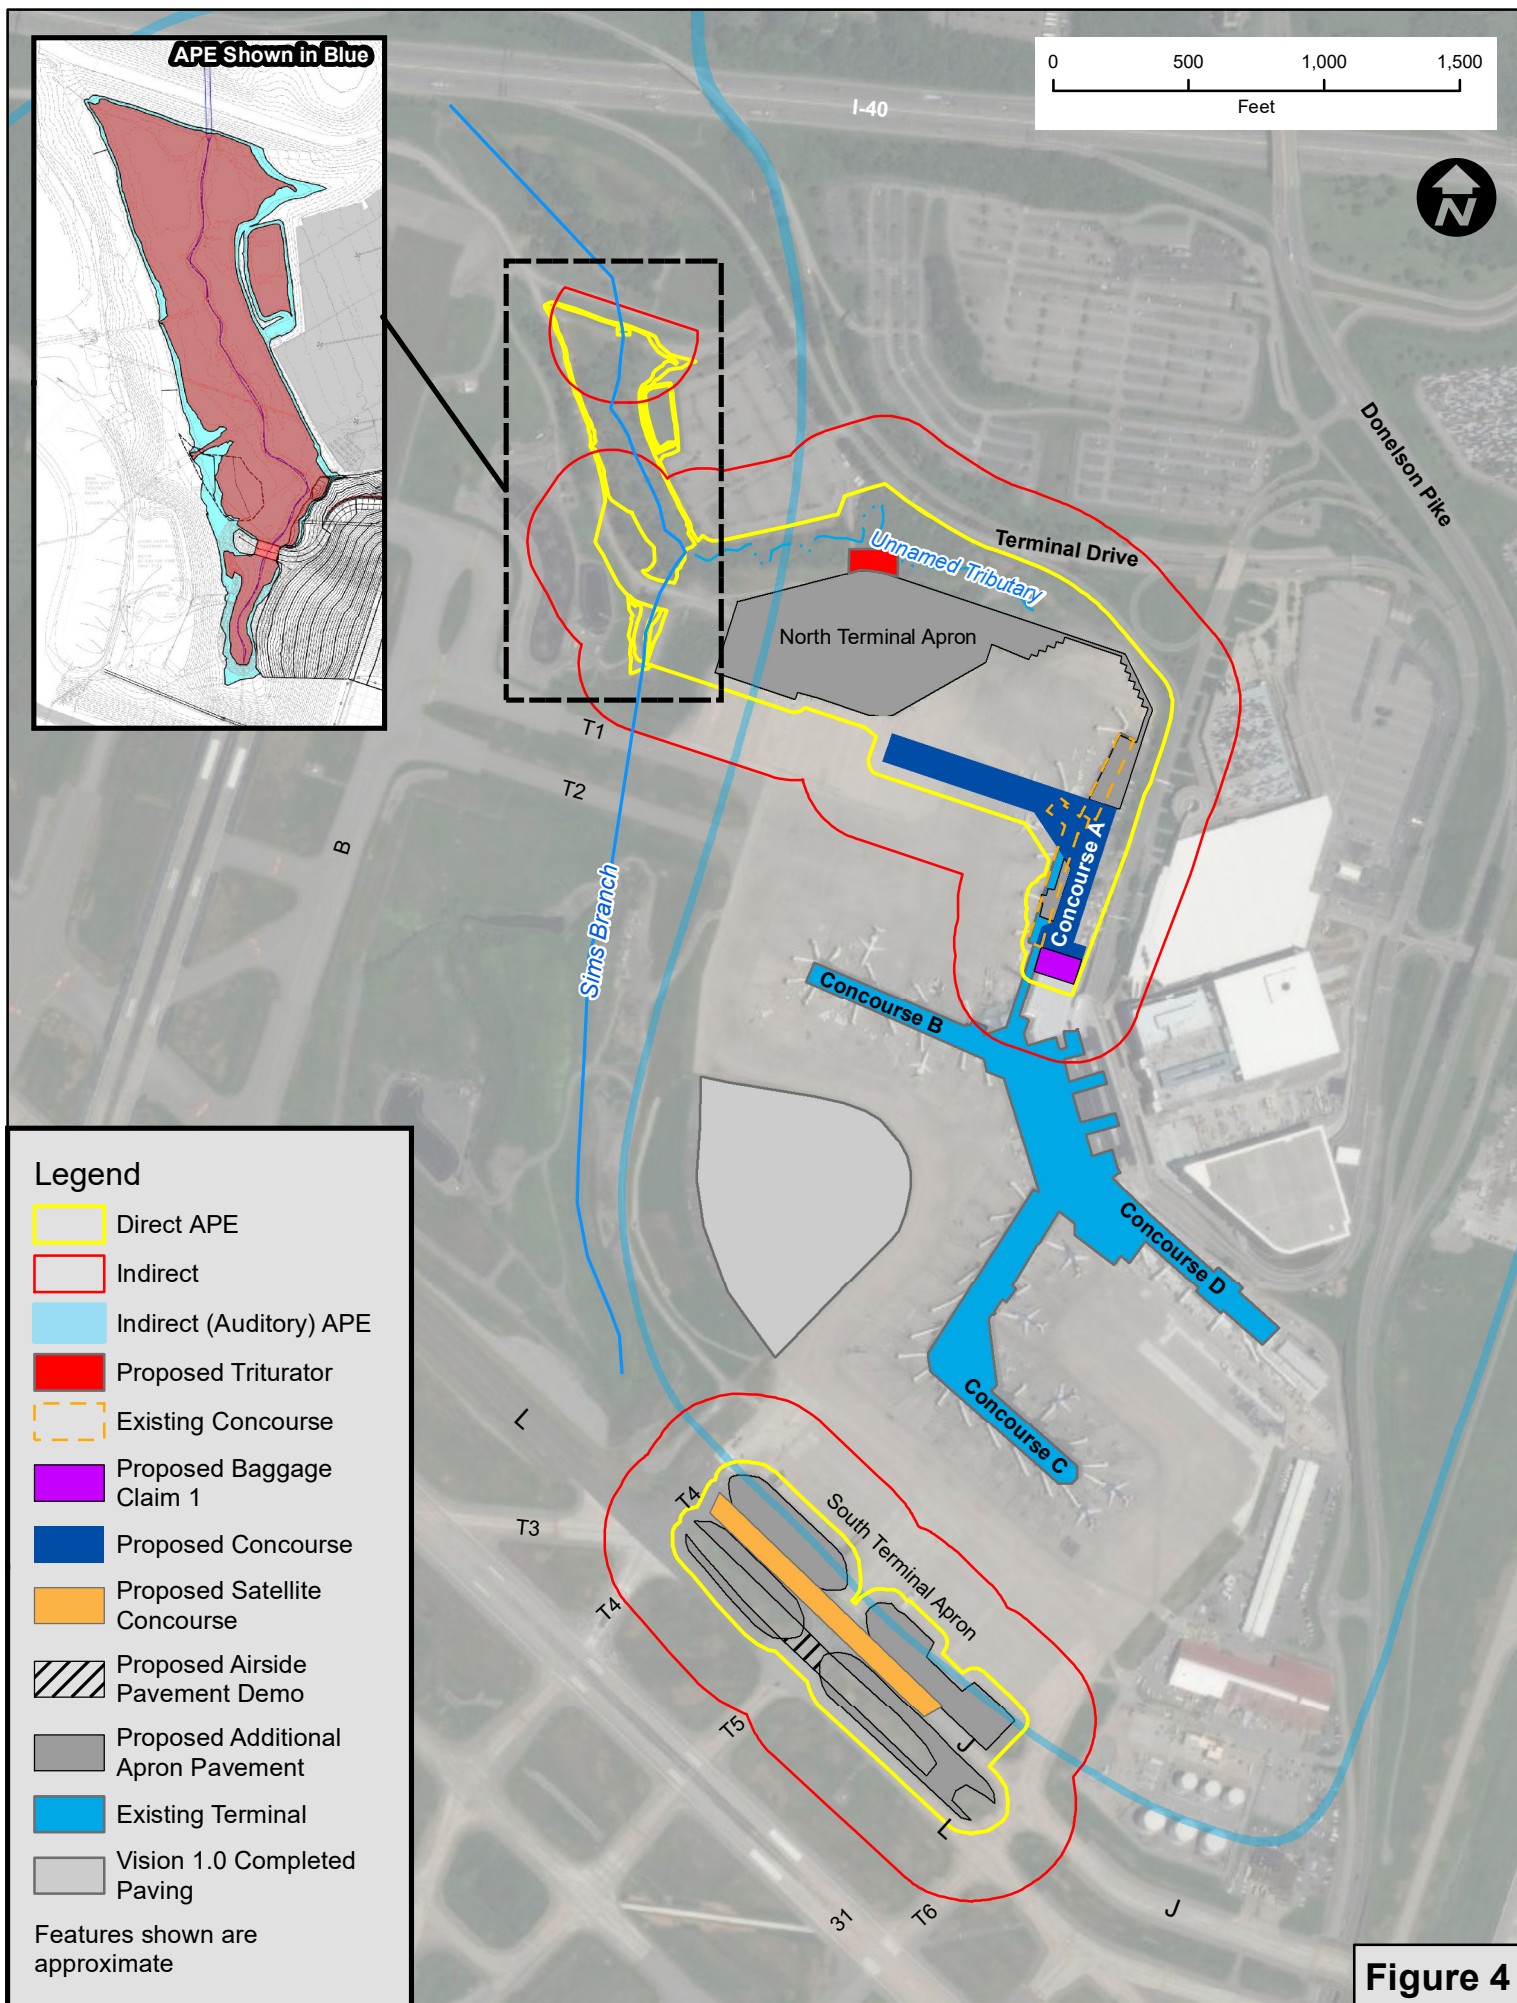 APE Shown in Blue
0 500 1,000 1,500
Feet
I-40
N
Donelson Pike
Terminal Drive
Unnamed Tributary
North Terminal Apron
T1
T2
B
Sims Branch
Concourse A
Concourse B
Concourse D
Concourse C
L
T4
T3
South Terminal Apron
T4
T5
J
L
31
T6
J
Legend
Direct APE
Indirect
Indirect (Auditory) APE
Proposed Triturator
Existing Concourse
Proposed Baggage
Claim 1
Proposed Concourse
Proposed Satellite
Concourse
Proposed Airside
Pavement Demo
Proposed Additional
Apron Pavement
Existing Terminal
Vision 1.0 Completed
Paving
Features shown are
approximate
Figure 4